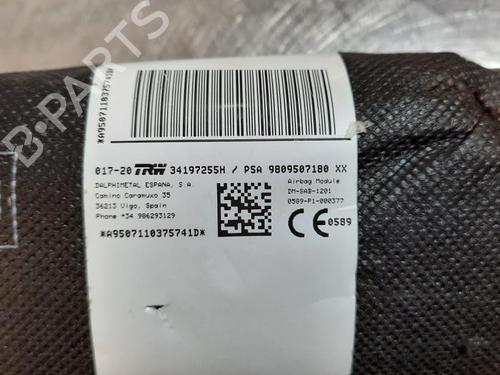 *A9507110375741D
017-20 TRW 34197255H / PSA 9809507180 XX
DALPHIMETAL ESPANA, S.A.
Camino Caramuxo 35
36213 Vigo, Spain
Phone +34 986293129
Airbag Module
DM-SAB-1201
0589-P1-000377
CE 0589
*A9507110375741D*
B-PARTS